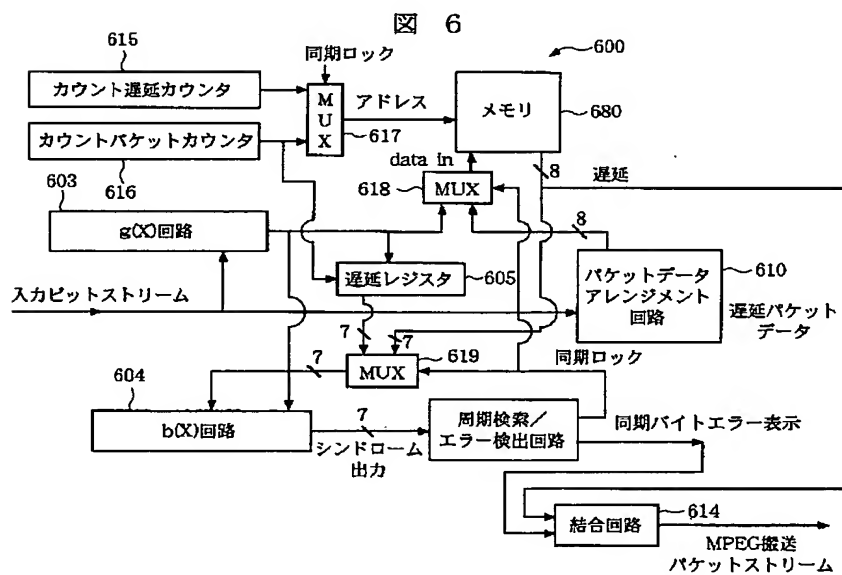 図 6
600
615
カウント遅延カウンタ
同期ロック
MUX
617
アドレス
メモリ
680
カウントパケットカウンタ
616
data in
618
MUX
8
遅延
603
g(X)回路
8
遅延レジスタ
605
パケットデータ
アレンジメント
回路
610
入力ビットストリーム
遅延パケット
データ
7
7
MUX
619
同期ロック
604
7
b(X)回路
7
シンドローム
出力
周期検索/
エラー検出回路
同期バイトエラー表示
結合回路
614
MPEG搬送
パケットストリーム